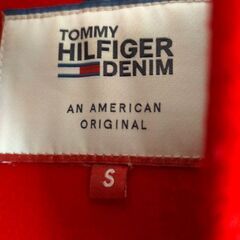 TOMMY
HILFIGER
DENIM
AN AMERICAN
ORIGINAL
S